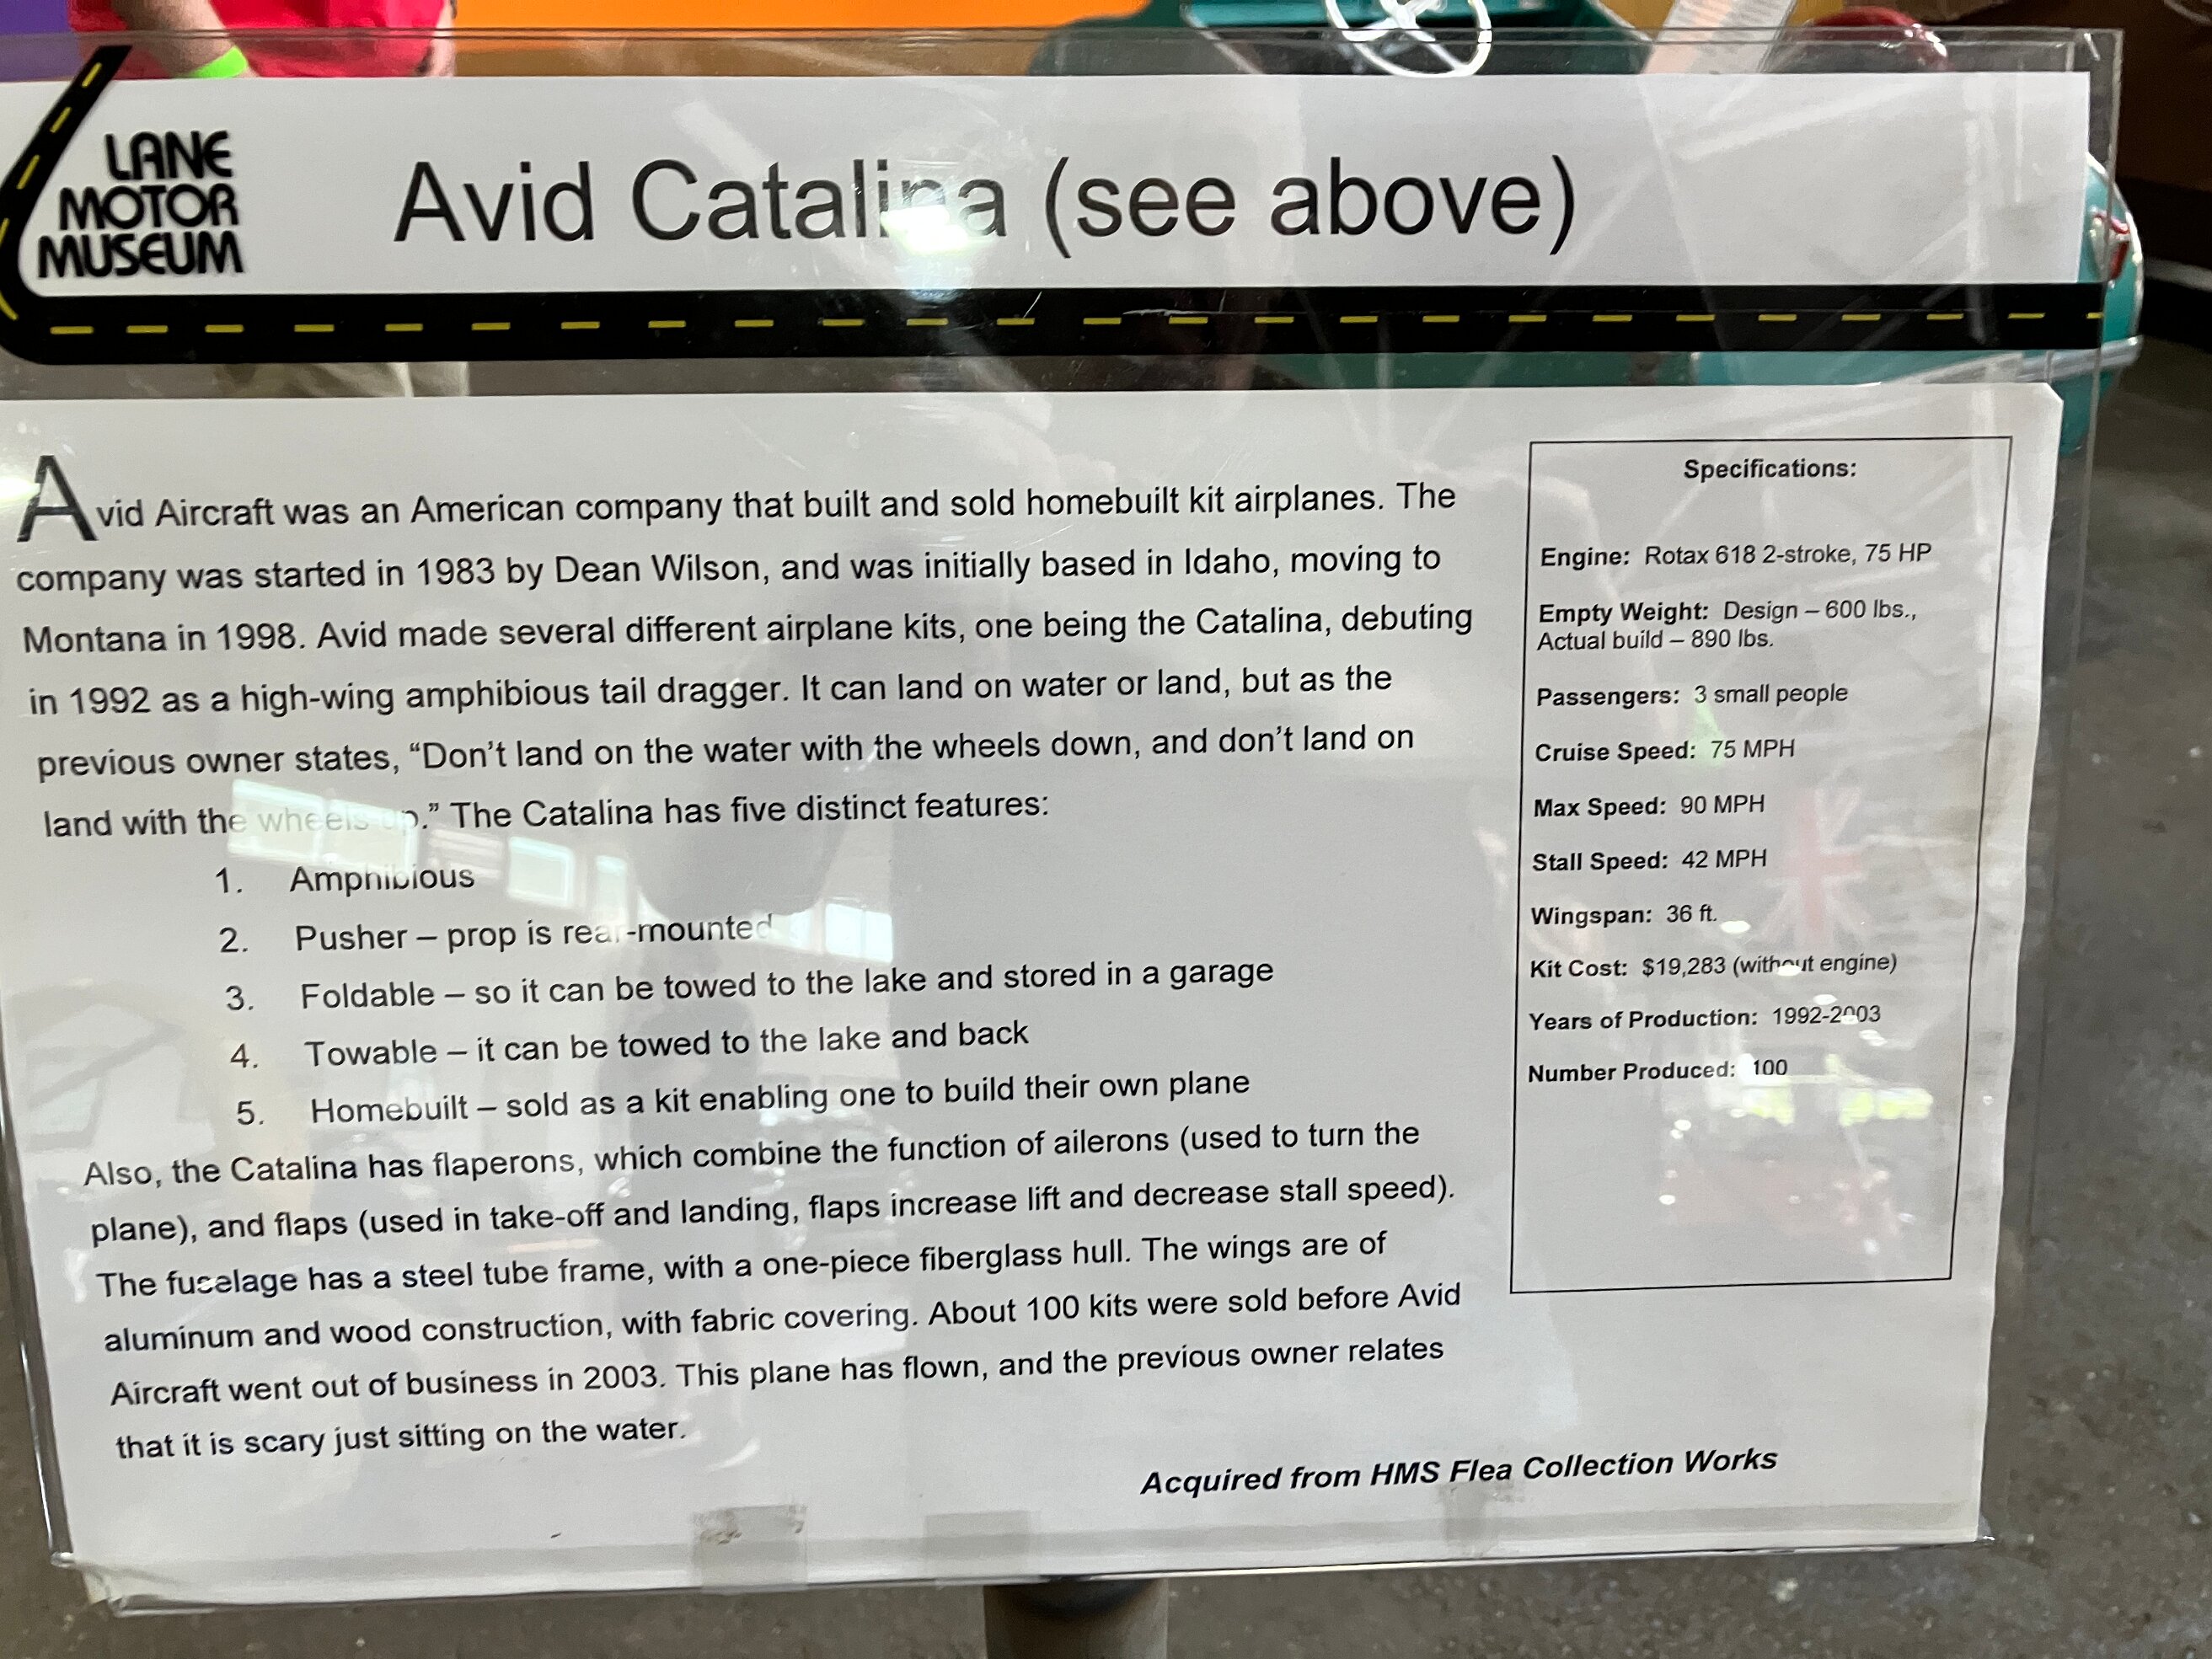 LANE
MOTOR
MUSEUM
Avid Catalina (see above)
Avid Aircraft was an American company that built and sold homebuilt kit airplanes. The
company was started in 1983 by Dean Wilson, and was initially based in Idaho, moving to
Montana in 1998. Avid made several different airplane kits, one being the Catalina, debuting
in 1992 as a high-wing amphibious tail dragger. It can land on water or land, but as the
previous owner states, “Don’t land on the water with the wheels down, and don’t land on
land with the wheels up.” The Catalina has five distinct features:
1. Amphibious
2. Pusher – prop is rear-mounted
3. Foldable – so it can be towed to the lake and stored in a garage
4. Towable – it can be towed to the lake and back
5. Homebuilt – sold as a kit enabling one to build their own plane
Also, the Catalina has flaperons, which combine the function of ailerons (used to turn the
plane), and flaps (used in take-off and landing, flaps increase lift and decrease stall speed).
The fuselage has a steel tube frame, with a one-piece fiberglass hull. The wings are of
aluminum and wood construction, with fabric covering. About 100 kits were sold before Avid
Aircraft went out of business in 2003. This plane has flown, and the previous owner relates
that it is scary just sitting on the water.
Specifications:
Engine: Rotax 618 2-stroke, 75 HP
Empty Weight: Design – 600 lbs.,
Actual build – 890 lbs.
Passengers: 3 small people
Cruise Speed: 75 MPH
Max Speed: 90 MPH
Stall Speed: 42 MPH
Wingspan: 36 ft.
Kit Cost: $19,283 (without engine)
Years of Production: 1992-2003
Number Produced: 100
Acquired from HMS Flea Collection Works